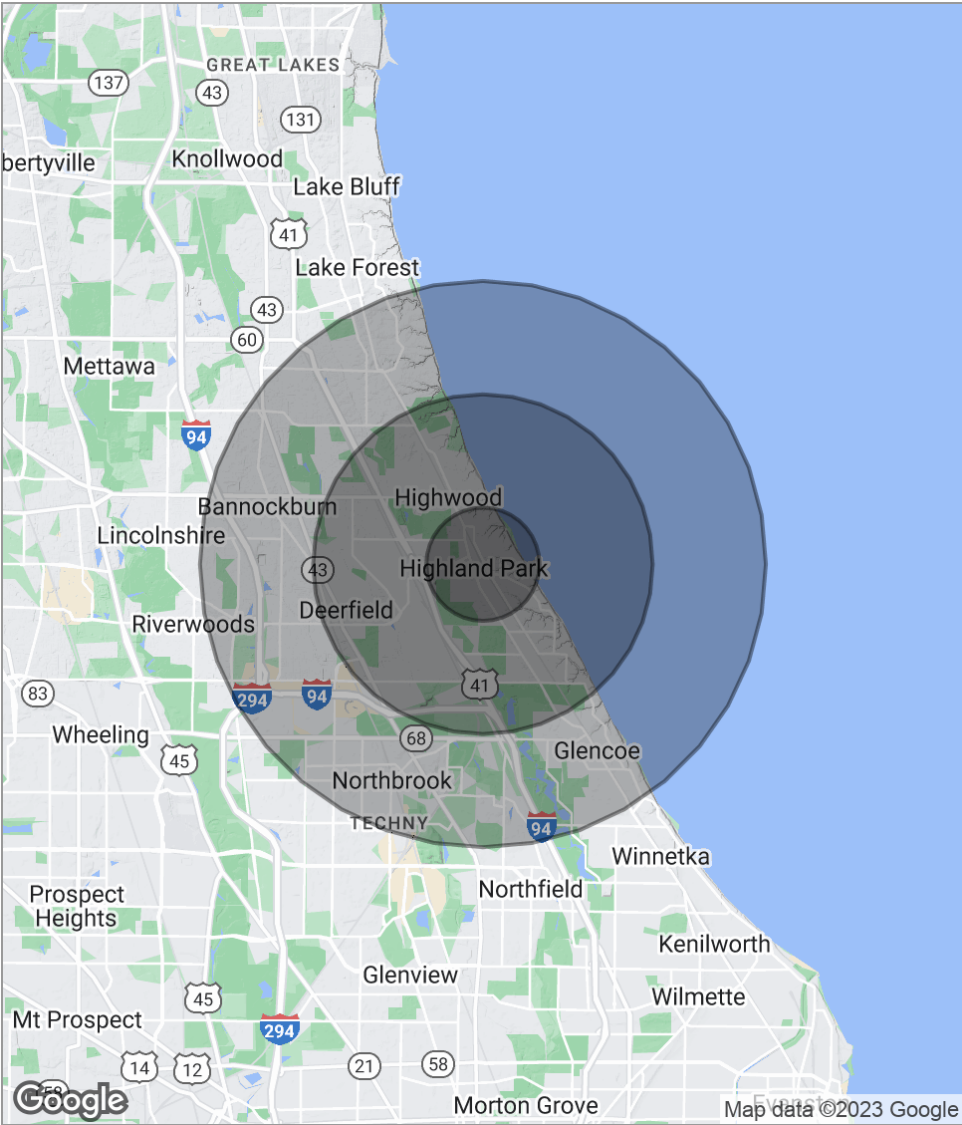 GREAT LAKES
137
43
131
Knollwood
bertyville
Lake Bluff
41
Lake Forest
43
60
Mettawa
94
Highwood
Bannockburn
Lincolnshire
43
Highland Park
Deerfield
Riverwoods
41
83
294
94
Wheeling
68
Glencoe
45
Northbrook
TECHNY
94
Winnetka
Northfield
Prospect
Heights
Kenilworth
Glenview
Wilmette
45
Mt Prospect
294
14
12
21
58
58
Google
Morton Grove
Evanston
Map data ©2023 Google